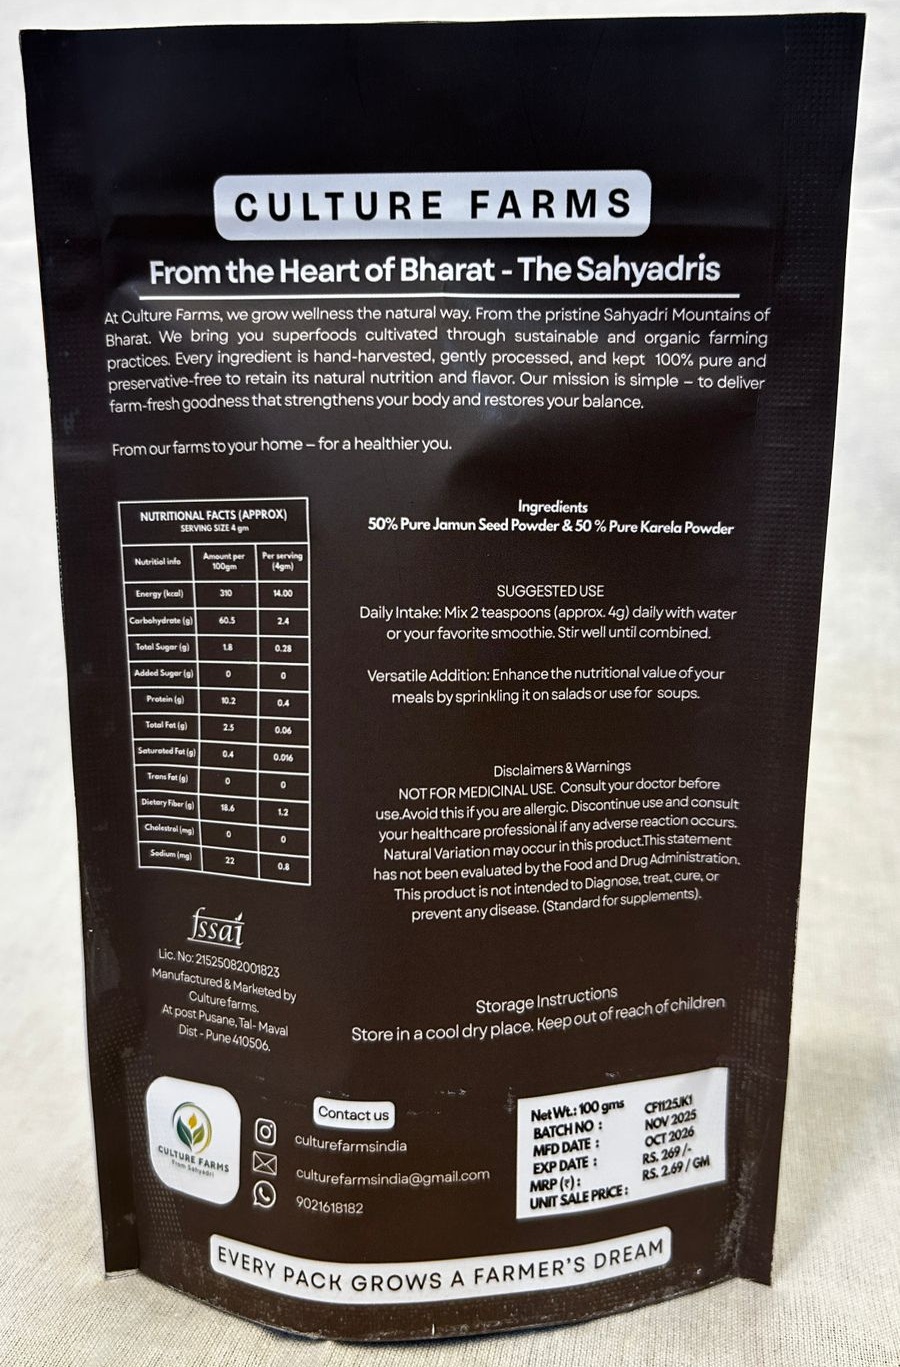 CULTURE FARMS
From the Heart of Bharat - The Sahyadris
At Culture Farms, we grow wellness the natural way. From the pristine Sahyadri Mountains of
Bharat. We bring you superfoods cultivated through sustainable and organic farming
practices. Every ingredient is hand-harvested, gently processed, and kept 100% pure and
preservative-free to retain its natural nutrition and flavor. Our mission is simple – to deliver
farm-fresh goodness that strengthens your body and restores your balance.
From our farms to your home – for a healthier you.
NUTRITIONAL FACTS (APPROX)
SERVING SIZE 4 gm
Nutritial info Amount per 100gm Per serving (4gm)
Energy (kcal) 310 14.00
Carbohydrate (g) 60.5 2.4
Total Sugar (g) 1.8 0.28
Added Sugar (g) 0 0
Protein (g) 10.2 0.4
Total Fat (g) 2.5 0.06
Saturated Fat (g) 0.4 0.016
Trans Fat (g) 0 0
Dietary Fiber (g) 18.6 1.2
Cholestrol (mg) 0 0
Sodium (mg) 22 0.8
Ingredients
50% Pure Jamun Seed Powder & 50 % Pure Karela Powder
SUGGESTED USE
Daily Intake: Mix 2 teaspoons (approx. 4g) daily with water
or your favorite smoothie. Stir well until combined.
Versatile Addition: Enhance the nutritional value of your
meals by sprinkling it on salads or use for soups.
Disclaimers & Warnings
NOT FOR MEDICINAL USE. Consult your doctor before
use.Avoid this if you are allergic. Discontinue use and consult
your healthcare professional if any adverse reaction occurs.
Natural Variation may occur in this product.This statement
has not been evaluated by the Food and Drug Administration.
This product is not intended to Diagnose, treat, cure, or
prevent any disease. (Standard for supplements).
fssai
Lic. No: 21525082001823
Manufactured & Marketed by
Culture farms.
At post Pusane, Tal- Maval
Dist - Pune 410506.
Storage Instructions
Store in a cool dry place. Keep out of reach of children
CULTURE FARMS
From Sahyadri
Contact us
culturefarmsindia
culturefarmsindia@gmail.com
9021618182
Net Wt.: 100 gms
BATCH NO : CF1125JK1
MFD DATE : NOV 2025
EXP DATE : OCT 2026
MRP (₹) : RS. 269 /-
UNIT SALE PRICE : RS. 2.69 / GM
EVERY PACK GROWS A FARMER'S DREAM